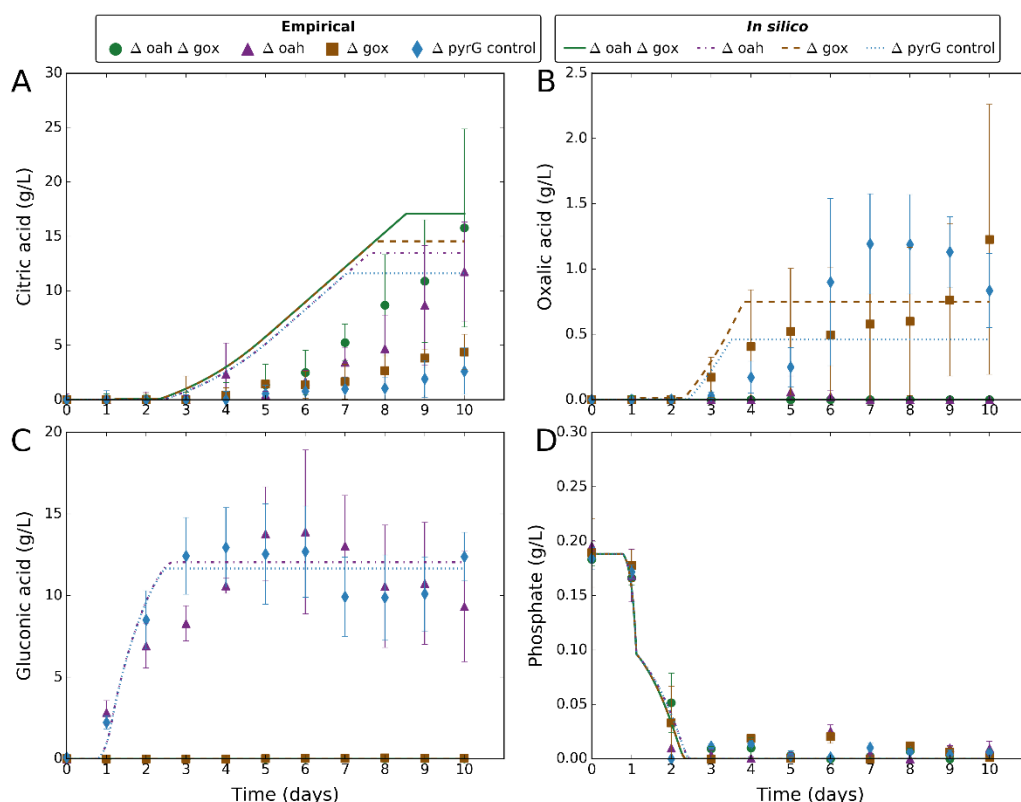 Empirical
Δ oah Δ gox Δ oah Δ gox Δ pyrG control
In silico
Δ oah Δ gox Δ oah Δ gox Δ pyrG control
A
Citric acid (g/L)
30
25
20
15
10
5
0
0 1 2 3 4 5 6 7 8 9 10
B
Oxalic acid (g/L)
2.5
2.0
1.5
1.0
0.5
0.0
0 1 2 3 4 5 6 7 8 9 10
C
Gluconic acid (g/L)
20
15
10
5
0
0 1 2 3 4 5 6 7 8 9 10
Time (days)
D
Phosphate (g/L)
0.30
0.25
0.20
0.15
0.10
0.05
0.00
0 1 2 3 4 5 6 7 8 9 10
Time (days)